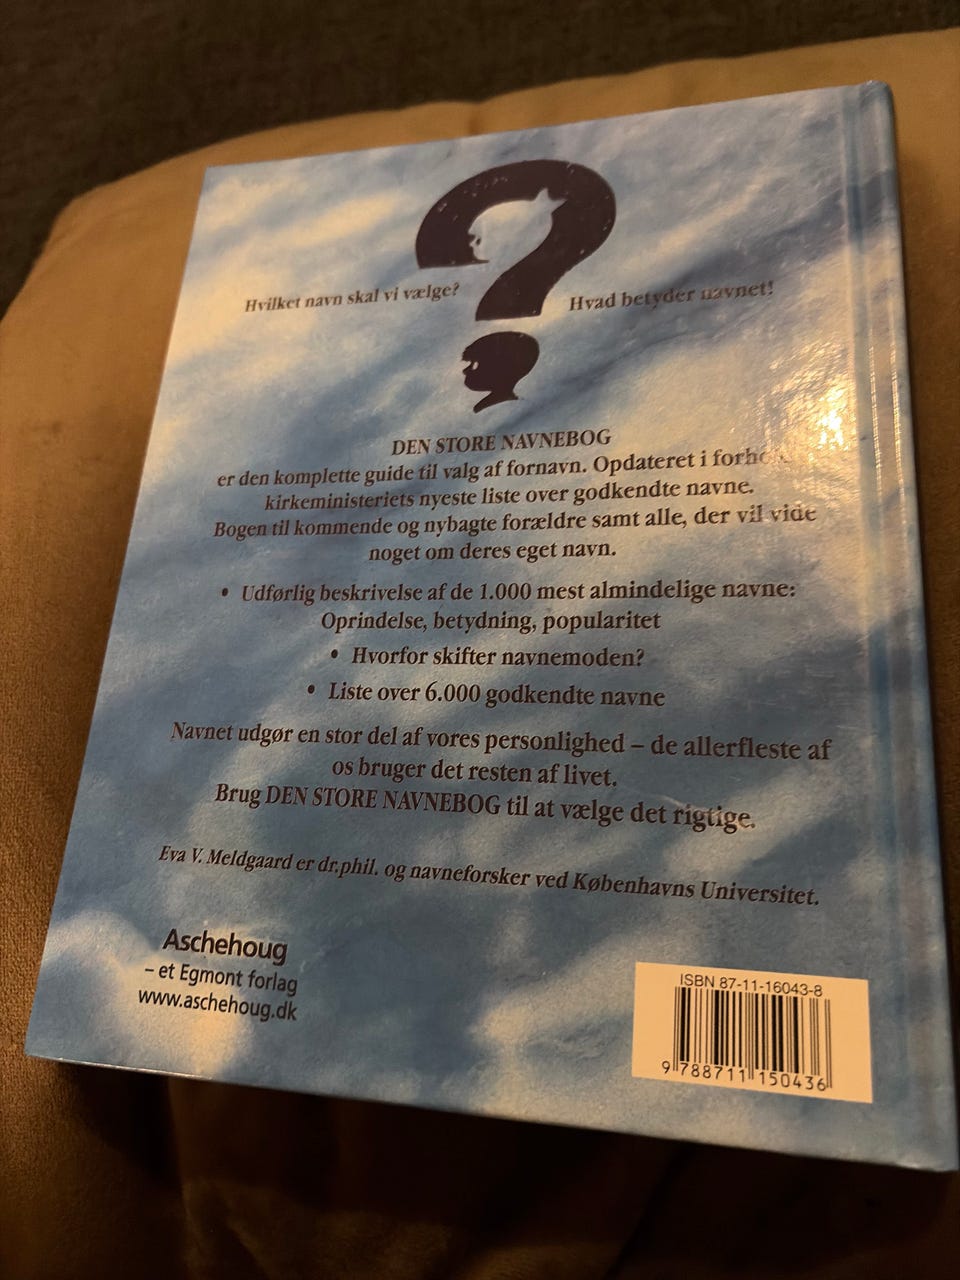 Hvilket navn skal vi vælge?
Hvad betyder navnet!
DEN STORE NAVNEBOG
er den komplette guide til valg af fornavn. Opdateret i
kirkeministeriets nyeste liste over godkendte navne.
Bogen til kommende og nybagte forældre samt alle, der vil vide
noget om deres eget navn.
• Udførlig beskrivelse af de 1.000 mest almindelige navne:
Oprindelse, betydning, popularitet
• Hvorfor skifter navnemoden?
• Liste over 6.000 godkendte navne
Navnet udgør en stor del af vores personlighed – de allerfleste af
os bruger det resten af livet.
Brug DEN STORE NAVNEBOG til at vælge det rigtige.
Eva V. Meldgaard er dr.phil. og navneforsker ved Københavns Universitet.
Aschehoug
– et Egmont forlag
www.aschehoug.dk
ISBN 87-11-16043-8
9 788711 150436